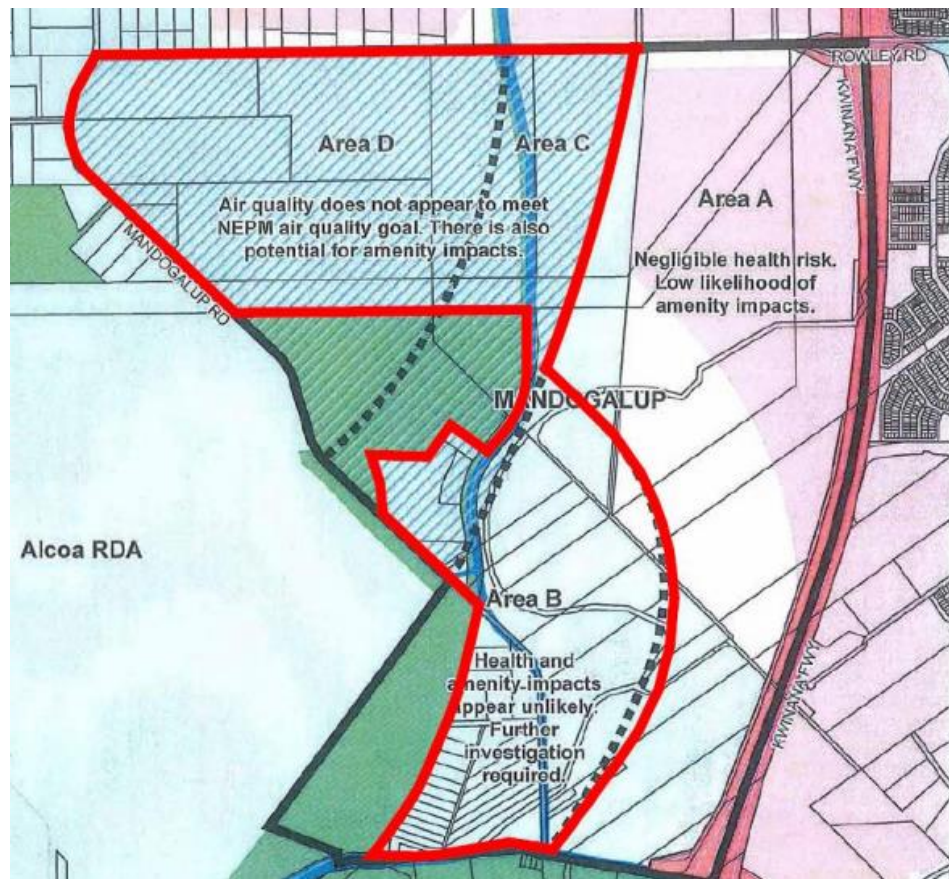 ROWLEY RD
KWINANA FWY
Area D
Area C
Area A
Air quality does not appear to meet
NEPM air quality goal. There is also
potential for amenity impacts.
MANDOGALUP RD
Negligible health risk.
Low likelihood of
amenity impacts.
MANDOGALUP
Alcoa RDA
Area B
Health and
amenity impacts
appear unlikely.
Further
investigation
required.
KWINANA FWY